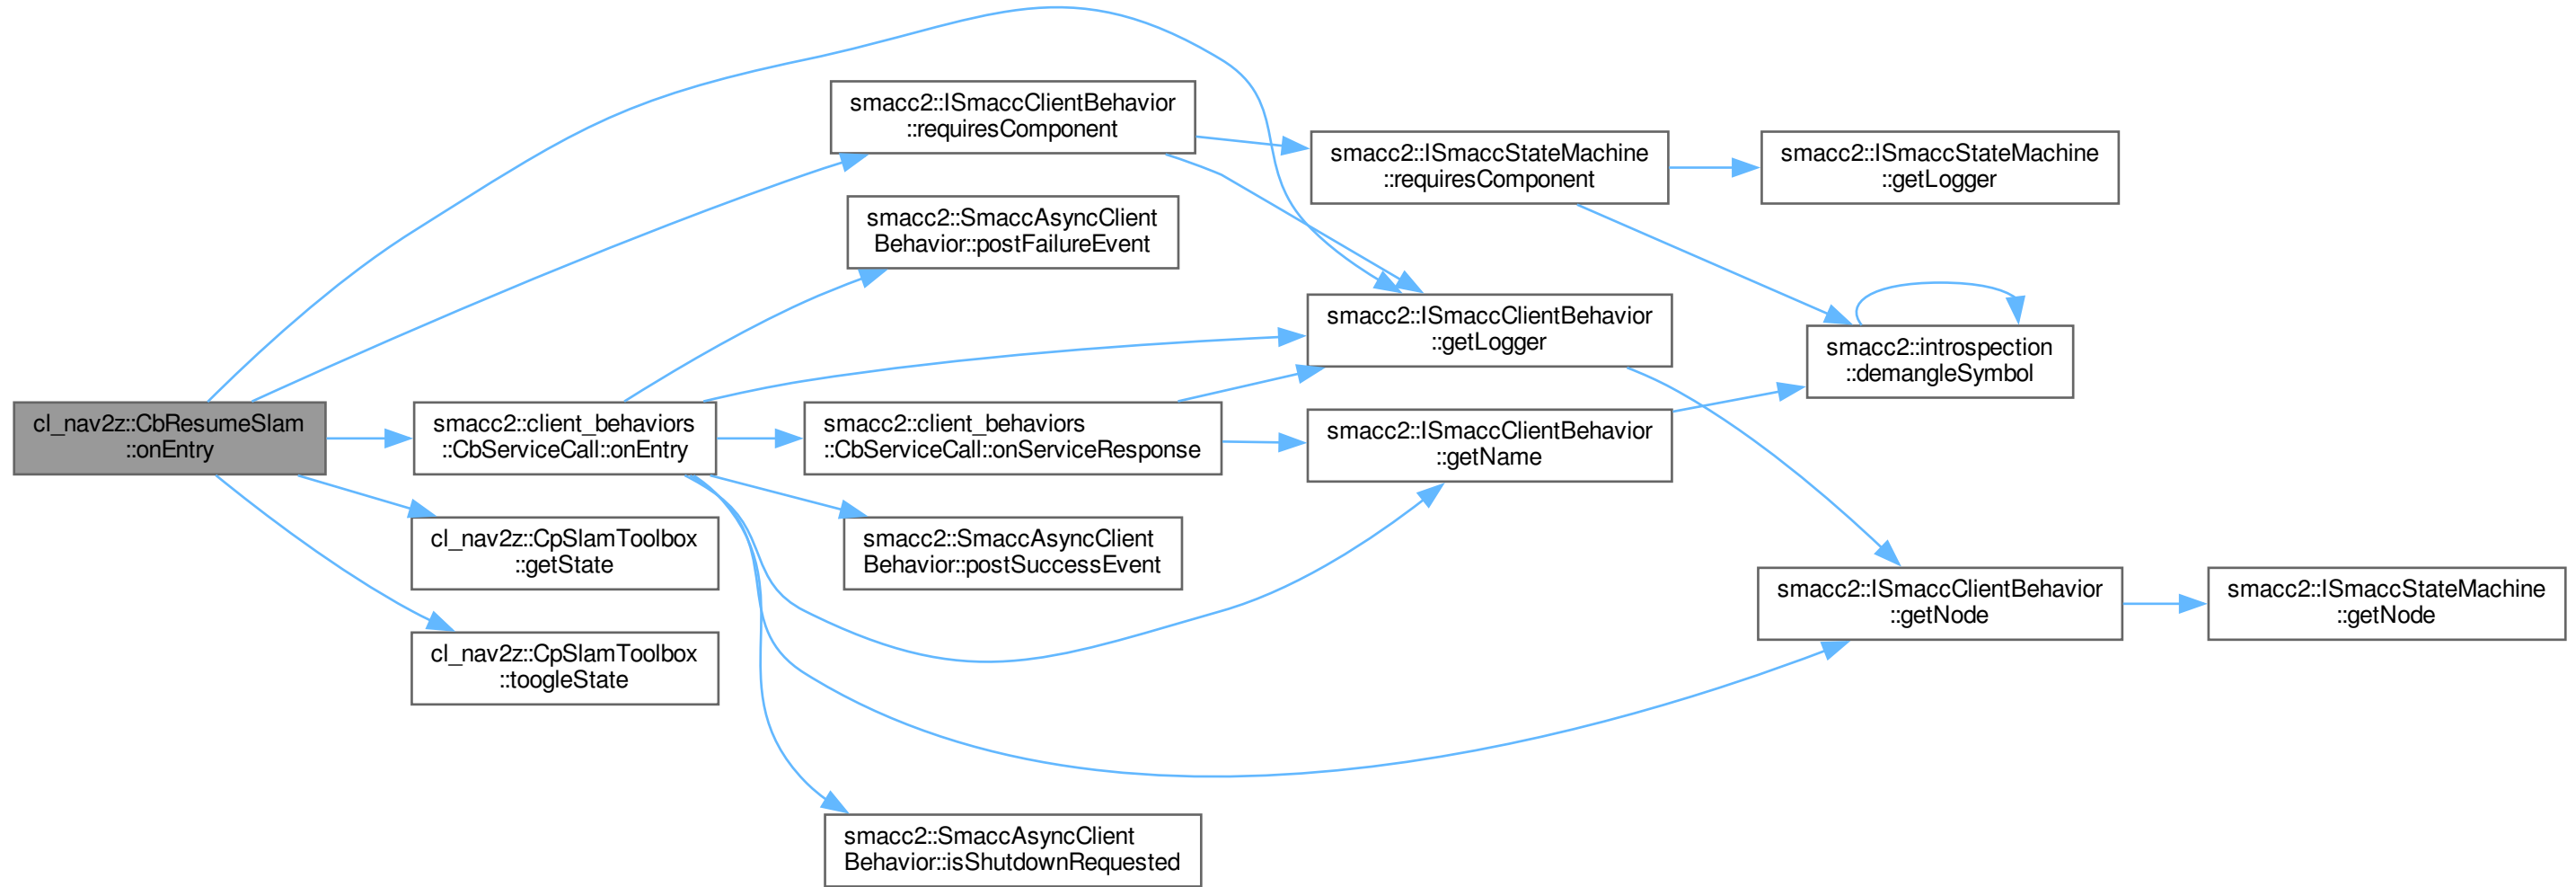 cl_nav2z::CbResumeSlam
::onEntry
smacc2::ISmaccClientBehavior
::requiresComponent
smacc2::SmaccAsyncClient
Behavior::postFailureEvent
smacc2::client_behaviors
::CbServiceCall::onEntry
cl_nav2z::CpSlamToolbox
::getState
cl_nav2z::CpSlamToolbox
::toogleState
smacc2::client_behaviors
::CbServiceCall::onServiceResponse
smacc2::SmaccAsyncClient
Behavior::postSuccessEvent
smacc2::SmaccAsyncClient
Behavior::isShutdownRequested
smacc2::ISmaccStateMachine
::requiresComponent
smacc2::ISmaccClientBehavior
::getLogger
smacc2::ISmaccClientBehavior
::getName
smacc2::ISmaccStateMachine
::getLogger
smacc2::introspection
::demangleSymbol
smacc2::ISmaccClientBehavior
::getNode
smacc2::ISmaccStateMachine
::getNode